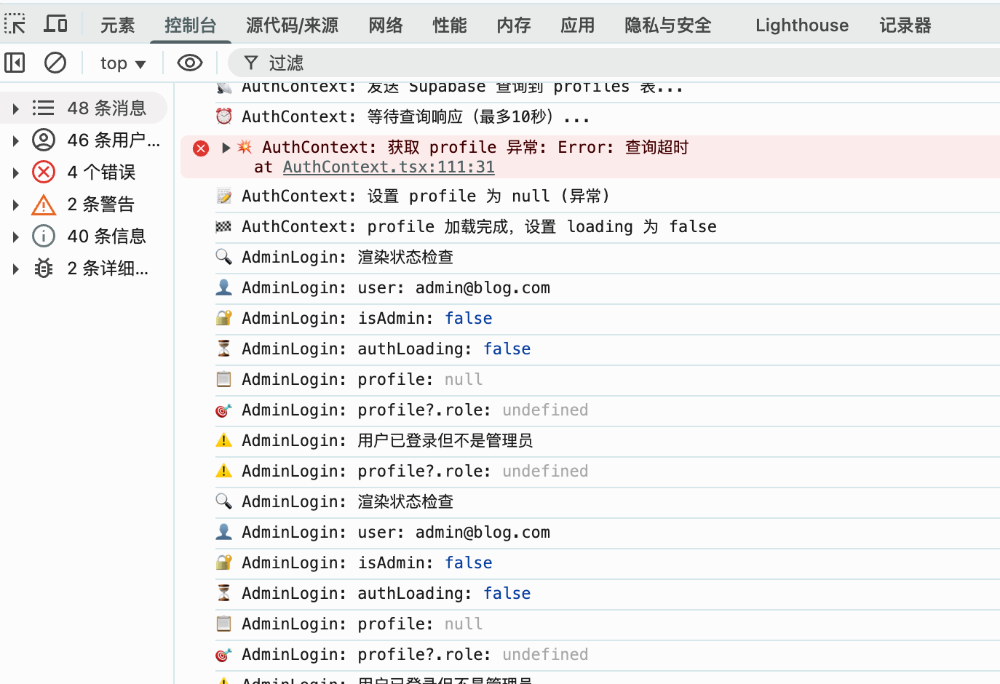 元素 控制台 源代码/来源 网络 性能 内存 应用 隐私与安全 Lighthouse 记录器
top 过滤
48 条消息
46 条用户...
4 个错误
2 条警告
40 条信息
2 条详细...
AuthContext: 发送 Supabase 查询到 profiles 表...
AuthContext: 等待查询响应（最多10秒）...
AuthContext: 获取 profile 异常: Error: 查询超时
at AuthContext.tsx:111:31
AuthContext: 设置 profile 为 null (异常)
AuthContext: profile 加载完成，设置 loading 为 false
AdminLogin: 渲染状态检查
AdminLogin: user: admin@blog.com
AdminLogin: isAdmin: false
AdminLogin: authLoading: false
AdminLogin: profile: null
AdminLogin: profile?.role: undefined
AdminLogin: 用户已登录但不是管理员
AdminLogin: profile?.role: undefined
AdminLogin: 渲染状态检查
AdminLogin: user: admin@blog.com
AdminLogin: isAdmin: false
AdminLogin: authLoading: false
AdminLogin: profile: null
AdminLogin: profile?.role: undefined
AdminLogin: 用户已登录但不是管理员